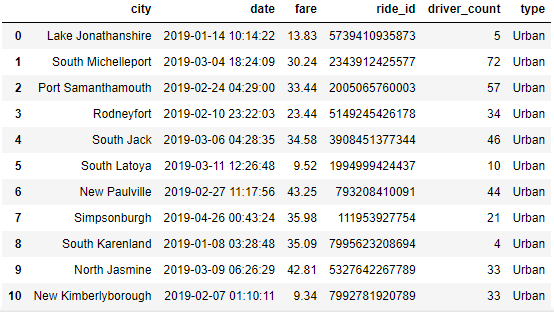 city date fare ride_id driver_count type
0 Lake Jonathanshire 2019-01-14 10:14:22 13.83 5739410935873 5 Urban
1 South Michelleport 2019-03-04 18:24:09 30.24 2343912425577 72 Urban
2 Port Samanthamouth 2019-02-24 04:29:00 33.44 2005065760003 57 Urban
3 Rodneyfort 2019-02-10 23:22:03 23.44 5149245426178 34 Urban
4 South Jack 2019-03-06 04:28:35 34.58 3908451377344 46 Urban
5 South Latoya 2019-03-11 12:26:48 9.52 1994999424437 10 Urban
6 New Paulville 2019-02-27 11:17:56 43.25 793208410091 44 Urban
7 Simpsonburgh 2019-04-26 00:43:24 35.98 111953927754 21 Urban
8 South Karenland 2019-01-08 03:28:48 35.09 7995623208694 4 Urban
9 North Jasmine 2019-03-09 06:26:29 42.81 5327642267789 33 Urban
10 New Kimberlyborough 2019-02-07 01:10:11 9.34 7992781920789 33 Urban